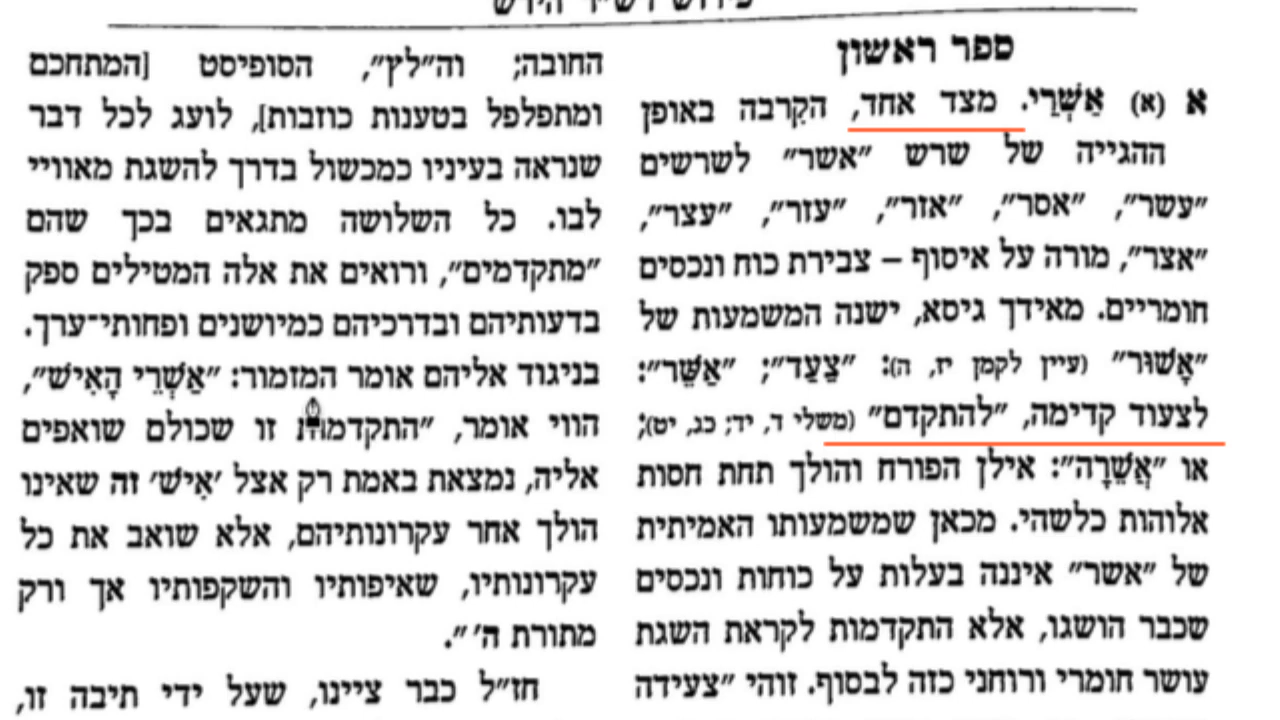 ספר ראשון
א (א) אַשְׁרֵי. מצד אחד, הקִרבה באופן
ההגייה של שרש "אשר" לשרשים
"עשר", "אסר", "אזר", "עזר", "עצר",
"אצר", מורה על איסוף – צבירת כוח ונכסים
חומריים. מאידך גיסא, ישנה המשמעות של
"אָשׁוּר" (עיין לקמן יז, ה): "צַעַד"; "אַשֵּׁר":
לצעוד קדימה, "להתקדם" (משלי ד, יד; כג, יט);
או "אֲשֵׁרָה": אילן הפורח והולך תחת חסות
אלוהות כלשהי. מכאן שמשמעותו האמיתית
של "אשר" איננה בעלות על כוחות ונכסים
שכבר הושגו, אלא התקדמות לקראת השגת
עושר חומרי ורוחני כזה לבסוף. זוהי "צעידה
החובה; וה"לץ", הסופיסט [המתחכם
ומתפלפל בטענות כוזבות], לועג לכל דבר
שנראה בעיניו כמכשול בדרך להשגת מאוויי
לבו. כל השלושה מתגאים בכך שהם
"מתקדמים", ורואים את אלה המטילים ספק
בדעותיהם ובדרכיהם כמיושנים ופחותי־ערך.
בניגוד אליהם אומר המזמור: "אַשְׁרֵי הָאִישׁ",
הווי אומר, "התקדמות זו שכולם שואפים
אליה, נמצאת באמת רק אצל 'אִישׁ' זה שאינו
הולך אחר עקרונותיהם, אלא שואב את כל
עקרונותיו, שאיפותיו והשקפותיו אך ורק
מתורת ה'".
חז"ל כבר ציינו, שעל ידי תיבה זו,